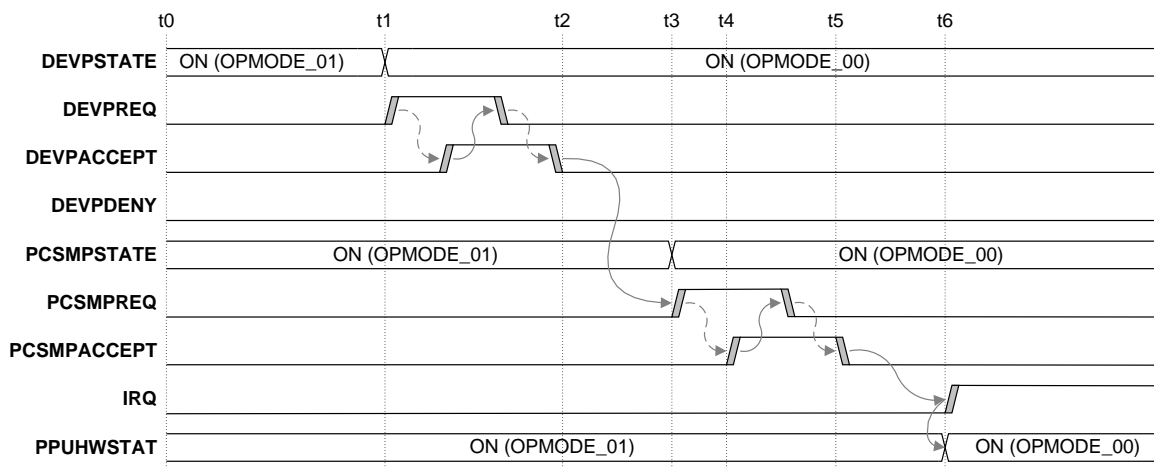 t0 t1 t2 t3 t4 t5 t6
DEVPSTATE ON (OPMODE_01) ON (OPMODE_00)
DEVPREQ
DEVPACCEPT
DEVPDENY
PCSMPSTATE ON (OPMODE_01) ON (OPMODE_00)
PCSMPREQ
PCSMPACCEPT
IRQ
PPUHWSTAT ON (OPMODE_01) ON (OPMODE_00)